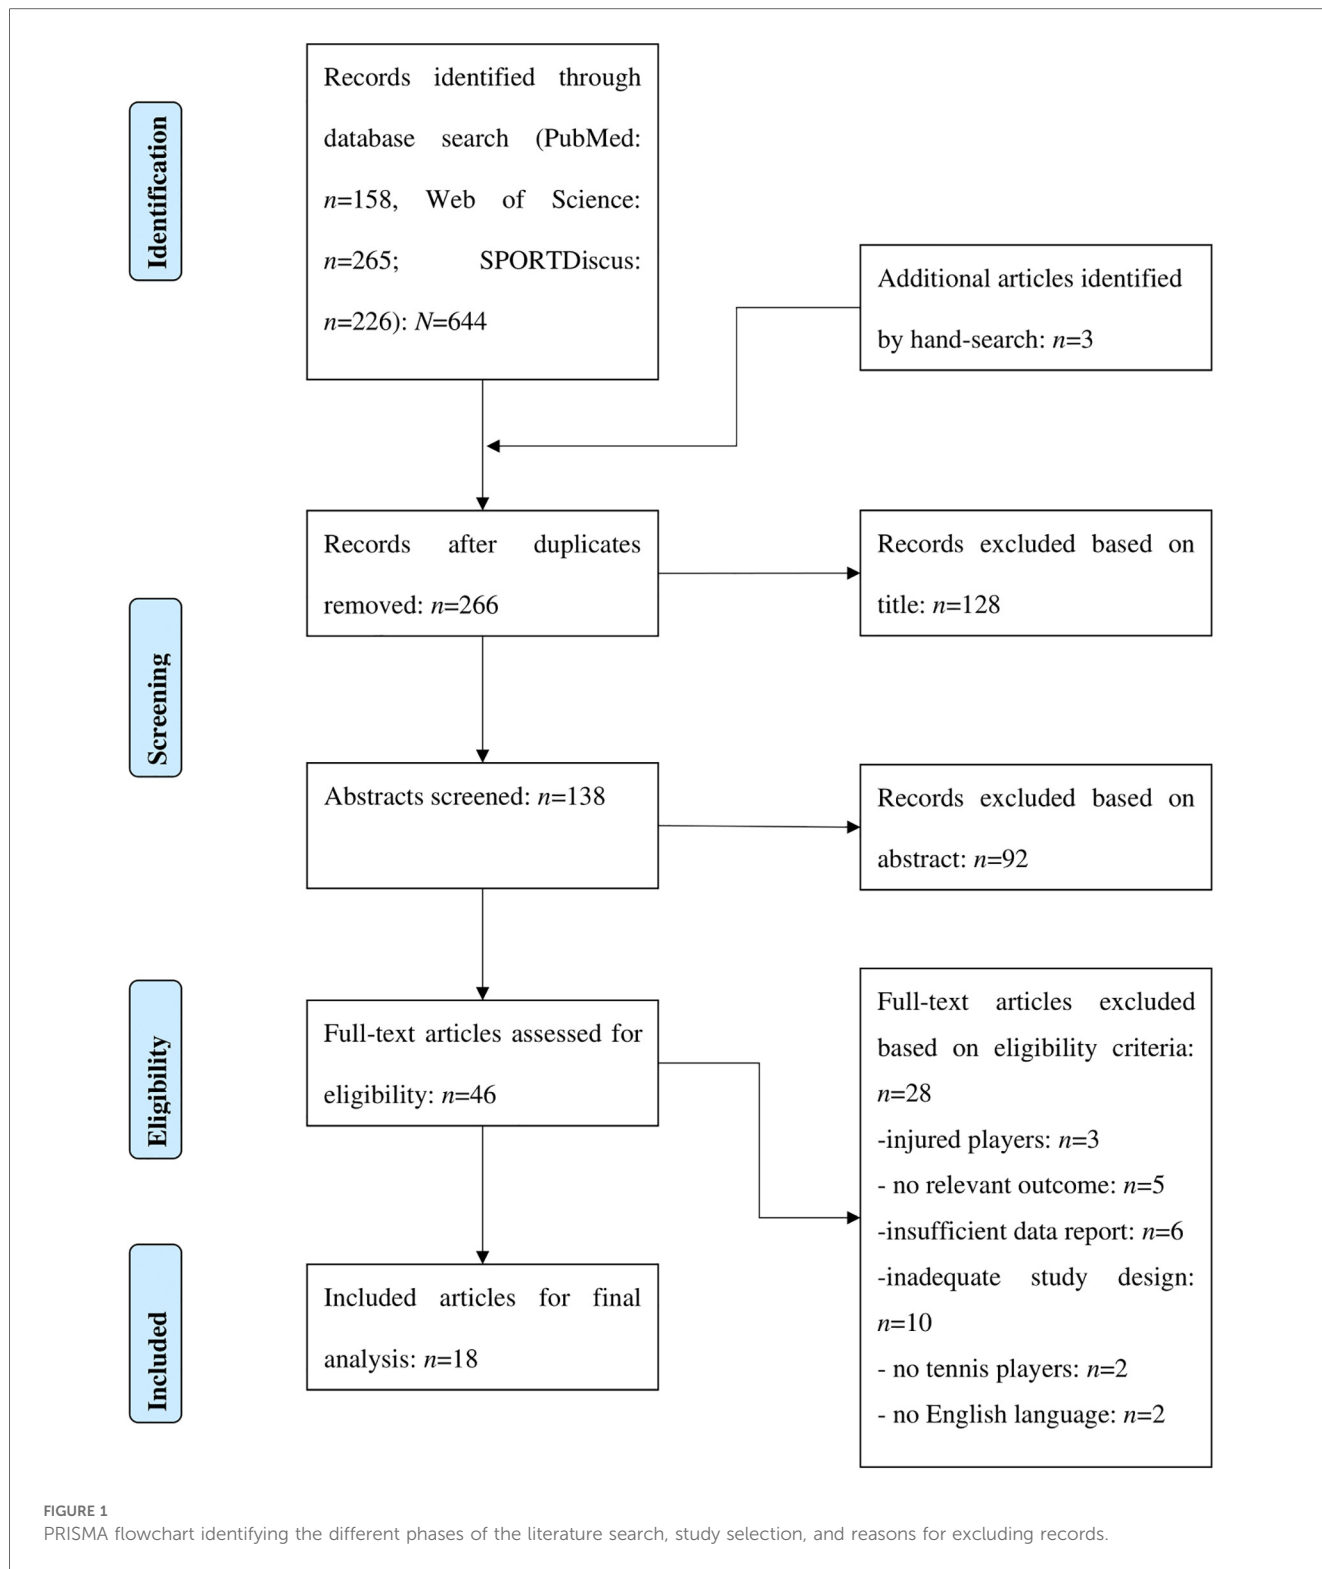 Identification
Records identified through
database search (PubMed:
n=158, Web of Science:
n=265; SPORTDiscus:
n=226): N=644
Additional articles identified
by hand-search: n=3
Screening
Records after duplicates
removed: n=266
Records excluded based on
title: n=128
Abstracts screened: n=138
Records excluded based on
abstract: n=92
Eligibility
Full-text articles assessed for
eligibility: n=46
Full-text articles excluded
based on eligibility criteria:
n=28
-injured players: n=3
- no relevant outcome: n=5
-insufficient data report: n=6
-inadequate study design:
n=10
- no tennis players: n=2
- no English language: n=2
Included
Included articles for final
analysis: n=18
FIGURE 1
PRISMA flowchart identifying the different phases of the literature search, study selection, and reasons for excluding records.